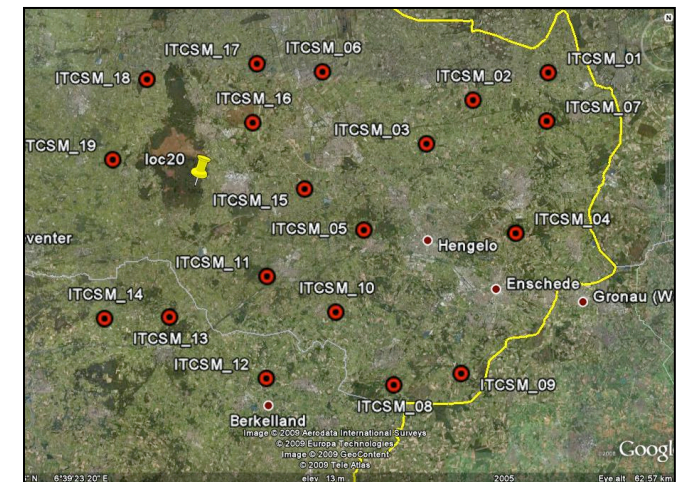 N
ITCSM_17
ITCSM_06
ITCSM_01
ITCSM_18
ITCSM_02
ITCSM_16
ITCSM_07
ITCSM_03
TCSM_19
loc20
ITCSM_15
ITCSM_05
ITCSM_04
venter
Hengelo
ITCSM_11
ITCSM_10
Enschede
ITCSM_14
Gronau (W
ITCSM_13
ITCSM_12
ITCSM_09
ITCSM_08
Berkelland
Image © 2009 Aerodata International Surveys
© 2009 Europa Technologies
Image © 2009 GeoContent
© 2009 Tele Atlas
©2008 Googl
" N 6°39'23.20" E elev 13 m 2005 Eye alt 62.57 km